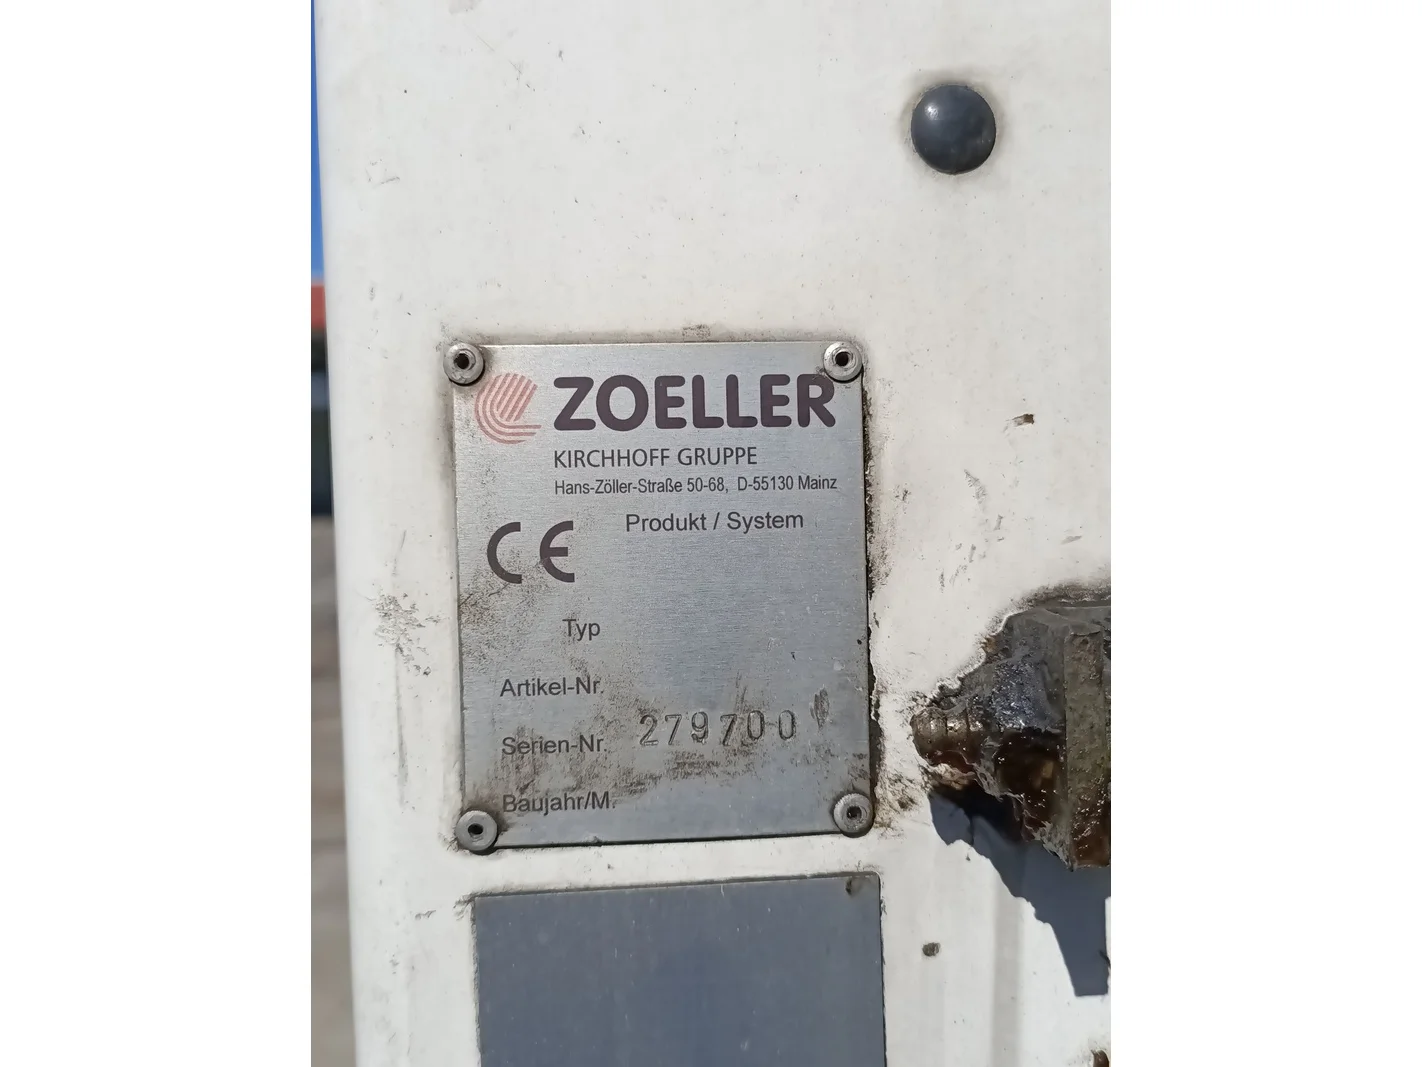 ZOELLER
KIRCHHOFF GRUPPE
Hans-Zöller-Straße 50-68, D-55130 Mainz
CE
Produkt / System
Typ
Artikel-Nr.
Serien-Nr. 279700
Baujahr/M.